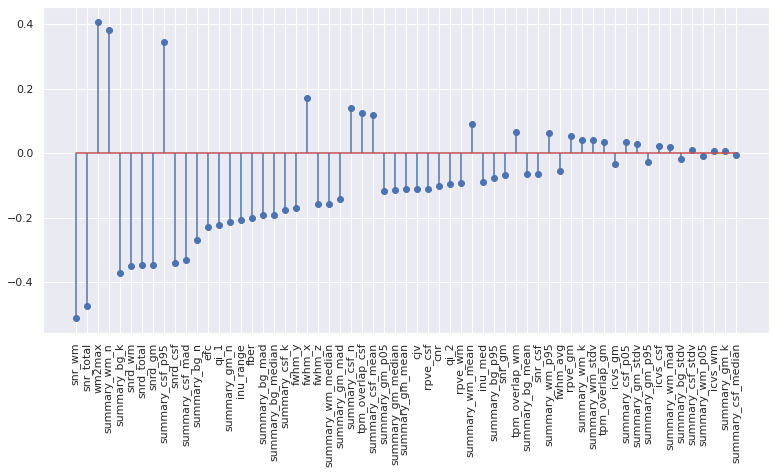 0.4
0.2
0.0
−0.2
−0.4
snr_wm
snr_total
wm2max
summary_wm_n
summary_bg_k
snrd_wm
snrd_total
snrd_gm
summary_csf_p95
snrd_csf
summary_csf_mad
summary_bg_n
efc
qi_1
summary_gm_n
inu_range
fber
summary_bg_mad
summary_bg_median
summary_csf_k
fwhm_y
fwhm_x
fwhm_z
summary_wm_median
summary_gm_mad
summary_csf_n
tpm_overlap_csf
summary_csf_mean
summary_gm_p05
summary_gm_median
summary_gm_mean
cjv
rpve_csf
cnr
qi_2
rpve_wm
summary_wm_mean
inu_med
summary_bg_p95
snr_gm
tpm_overlap_wm
summary_bg_mean
snr_csf
summary_wm_p95
fwhm_avg
rpve_gm
summary_wm_k
summary_wm_stdv
tpm_overlap_gm
icvs_gm
summary_csf_p05
summary_gm_stdv
summary_gm_p95
icvs_csf
summary_wm_mad
summary_bg_stdv
summary_csf_stdv
summary_wm_p05
icvs_wm
summary_gm_k
summary_csf_median